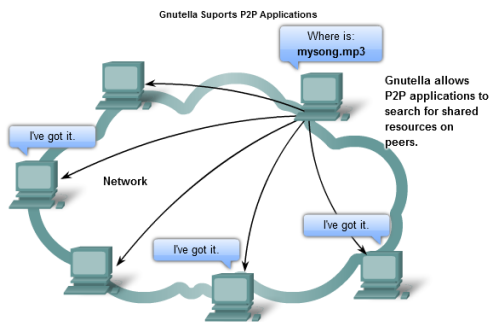 Gnutella Suports P2P Applications
Where is:
mysong.mp3
Gnutella allows
P2P applications to
search for shared
resources on
peers.
I've got it.
Network
I've got it.
I've got it.